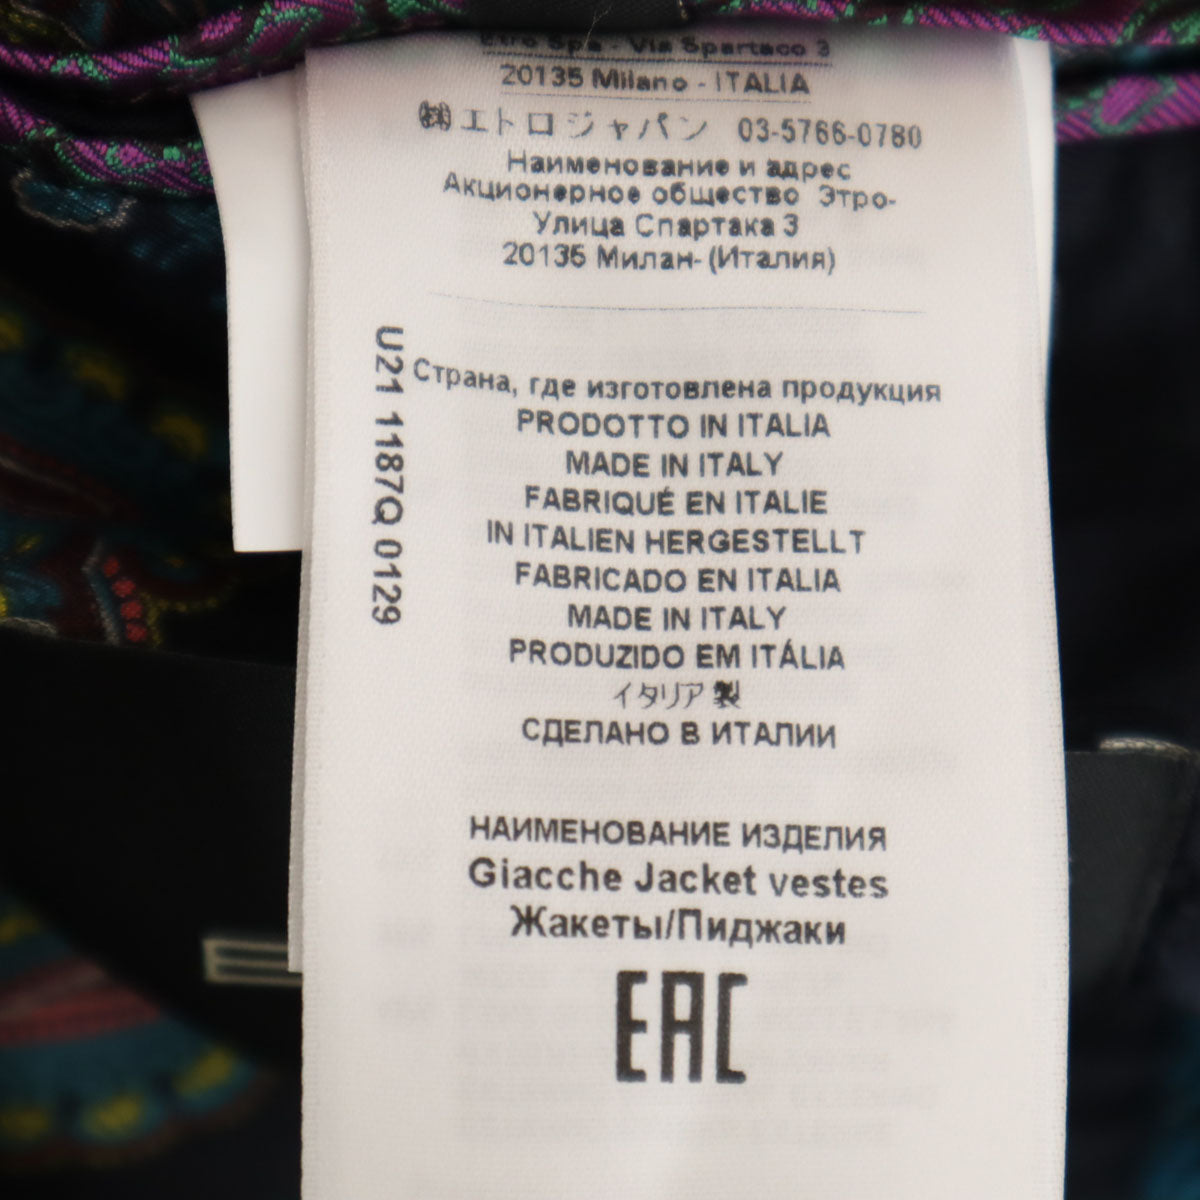 Etro Spa - Via Spartaco 3
20135 Milano - ITALIA
㈱エトロジャパン 03-5766-0780
Наименование и адрес
Акционерное общество Этро-
Улица Спартака 3
20135 Милан- (Италия)
U21 1187Q 0129
Страна, где изготовлена продукция
PRODOTTO IN ITALIA
MADE IN ITALY
FABRIQUÉ EN ITALIE
IN ITALIEN HERGESTELLT
FABRICADO EN ITALIA
MADE IN ITALY
PRODUZIDO EM ITÁLIA
イタリア製
СДЕЛАНО В ИТАЛИИ
НАИМЕНОВАНИЕ ИЗДЕЛИЯ
Giacche Jacket vestes
Жакеты/Пиджаки
EAC